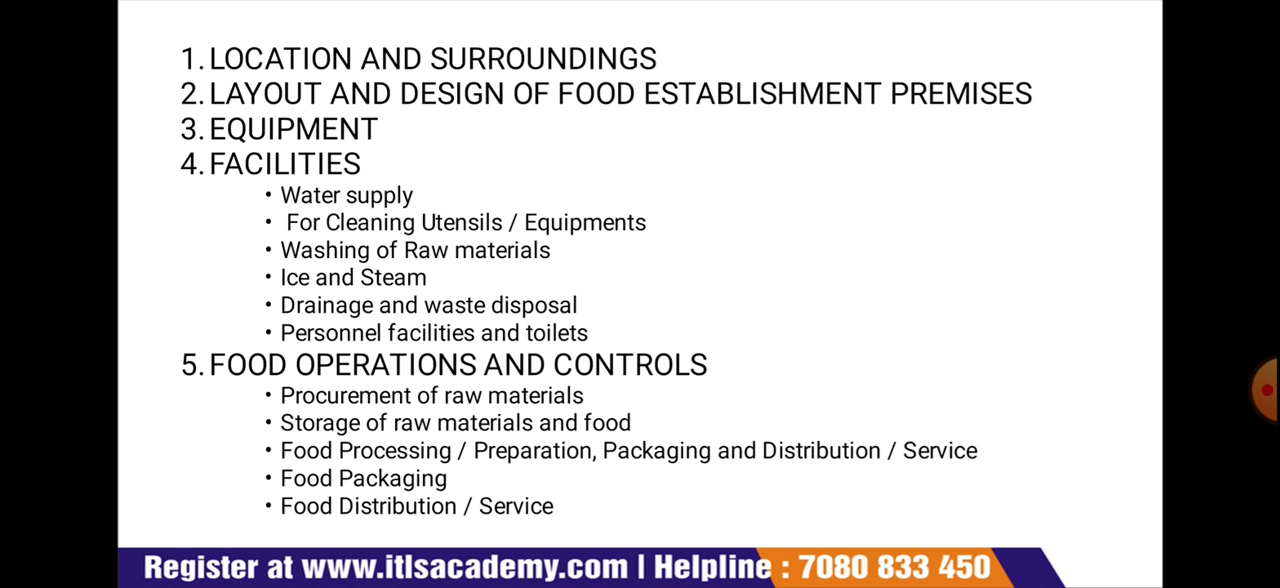 1. LOCATION AND SURROUNDINGS
2. LAYOUT AND DESIGN OF FOOD ESTABLISHMENT PREMISES
3. EQUIPMENT
4. FACILITIES
• Water supply
• For Cleaning Utensils / Equipments
• Washing of Raw materials
• Ice and Steam
• Drainage and waste disposal
• Personnel facilities and toilets
5. FOOD OPERATIONS AND CONTROLS
• Procurement of raw materials
• Storage of raw materials and food
• Food Processing / Preparation, Packaging and Distribution / Service
• Food Packaging
• Food Distribution / Service
Register at www.itlsacademy.com | Helpline : 7080 833 450